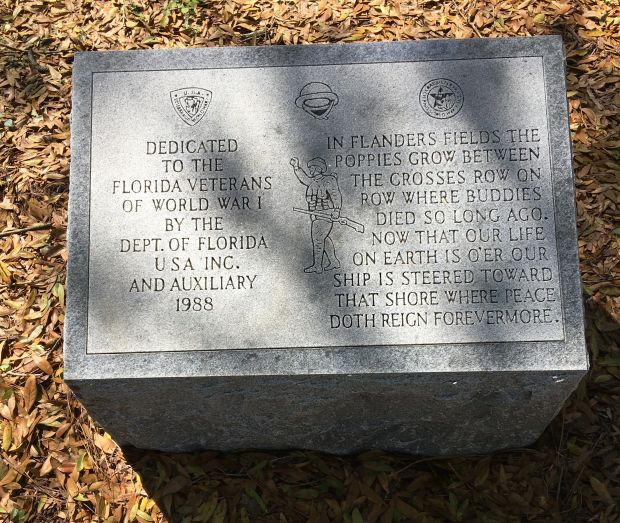 U.S.A.
DEDICATED
TO THE
FLORIDA VETERANS
OF WORLD WAR I
BY THE
DEPT. OF FLORIDA
USA INC.
AND AUXILIARY
1988
IN FLANDERS FIELDS THE
POPPIES GROW BETWEEN
THE CROSSES ROW ON
ROW WHERE BUDDIES
DIED SO LONG AGO.
NOW THAT OUR LIFE
ON EARTH IS O'ER OUR
SHIP IS STEERED TOWARD
THAT SHORE WHERE PEACE
DOTH REIGN FOREVERMORE.